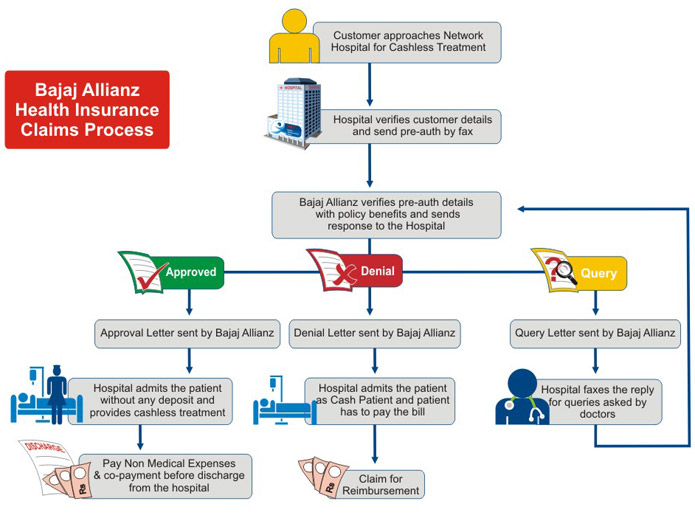 Customer approaches Network
Hospital for Cashless Treatment
Bajaj Allianz
Health Insurance
Claims Process
HOSPITAL
Hospital verifies customer details
and send pre-auth by fax
Bajaj Allianz verifies pre-auth details
with policy benefits and sends
response to the Hospital
Approved
Denial
?
Query
Approval Letter sent by Bajaj Allianz
Denial Letter sent by Bajaj Allianz
Query Letter sent by Bajaj Allianz
Hospital admits the patient
without any deposit and
provides cashless treatment
Hospital admits the patient
as Cash Patient and patient
has to pay the bill
Hospital faxes the reply
for queries asked by
doctors
DISCHARGE
Rs
Pay Non Medical Expenses
& co-payment before discharge
from the hospital
Rs
Claim for
Reimbursement